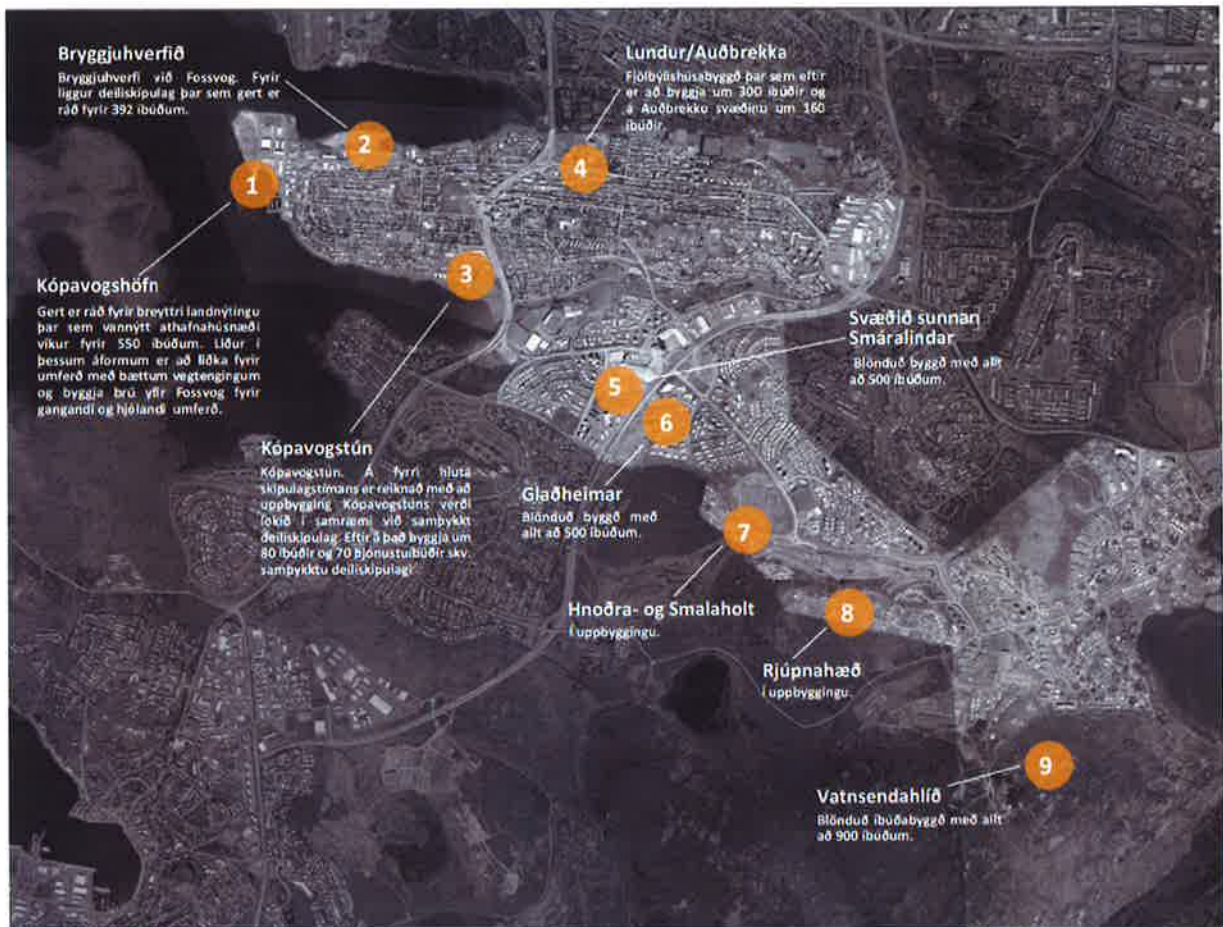 Bryggjuhverfið
Bryggjuhverfi við Fossvog. Fyrir
liggur deiliskipulag þar sem gert er
ráð fyrir 392 íbúðum.
Lundur/Auðbrekka
Fjölbýlishúsabyggð þar sem eftir
er að byggja um 300 íbúðir og
á Auðbrekku svæðinu um 160
íbúðir.
2
4
1
3
Kópavogshöfn
Gert er ráð fyrir breyttri landnýtingu
þar sem vannýtt athafnahúsnæði
víkur fyrir 550 íbúðum. Liður í
þessum áformum er að liðka fyrir
umferð með bættum vegtengingum
og byggja brú yfir Fossvog fyrir
gangandi og hjólandi umferð.
Svæðið sunnan
Smáralindar
Blönduð byggð með allt
að 500 íbúðum.
5
6
Kópavogstún
Kópavogstún. Á fyrri hluta
skipulagstímans er reiknað með að
uppbygging Kópavogstúns verði
lokið í samræmi við samþykkt
deiliskipulag. Eftir á það byggja um
80 íbúðir og 70 þjónustuíbúðir skv.
samþykktu deiliskipulagi
Glaðheimar
Blönduð byggð með
allt að 500 íbúðum.
7
Hnoðra- og Smalaholt
Í uppbyggingu.
8
Rjúpnahæð
Í uppbyggingu.
9
Vatnsendahlíð
Blönduð íbúðabyggð með allt
að 900 íbúðum.